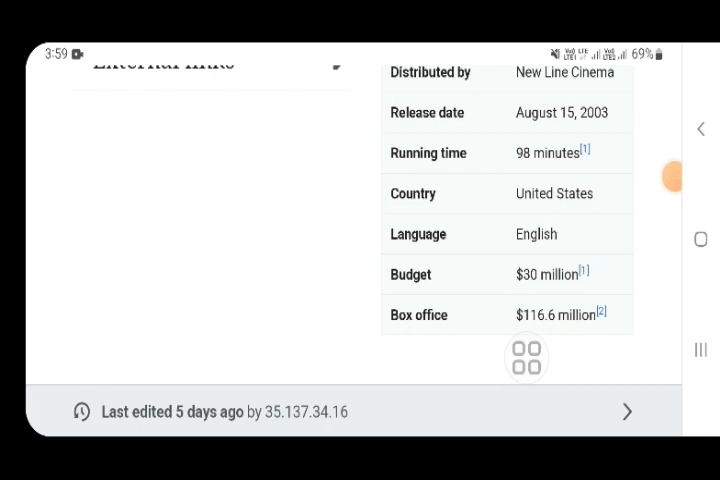 3:59
69%
External links
Distributed by New Line Cinema
Release date August 15, 2003
Running time 98 minutes[1]
Country United States
Language English
Budget $30 million[1]
Box office $116.6 million[2]
Last edited 5 days ago by 35.137.34.16